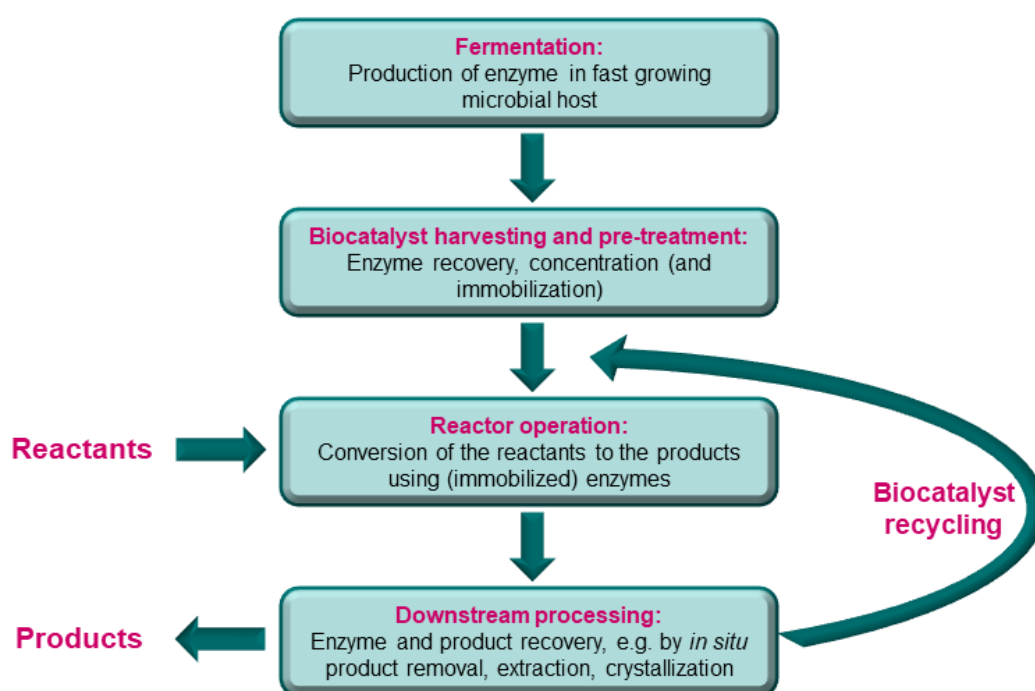 Fermentation:
Production of enzyme in fast growing
microbial host
Biocatalyst harvesting and pre-treatment:
Enzyme recovery, concentration (and
immobilization)
Reactants
Reactor operation:
Conversion of the reactants to the products
using (immobilized) enzymes
Biocatalyst
recycling
Products
Downstream processing:
Enzyme and product recovery, e.g. by in situ
product removal, extraction, crystallization